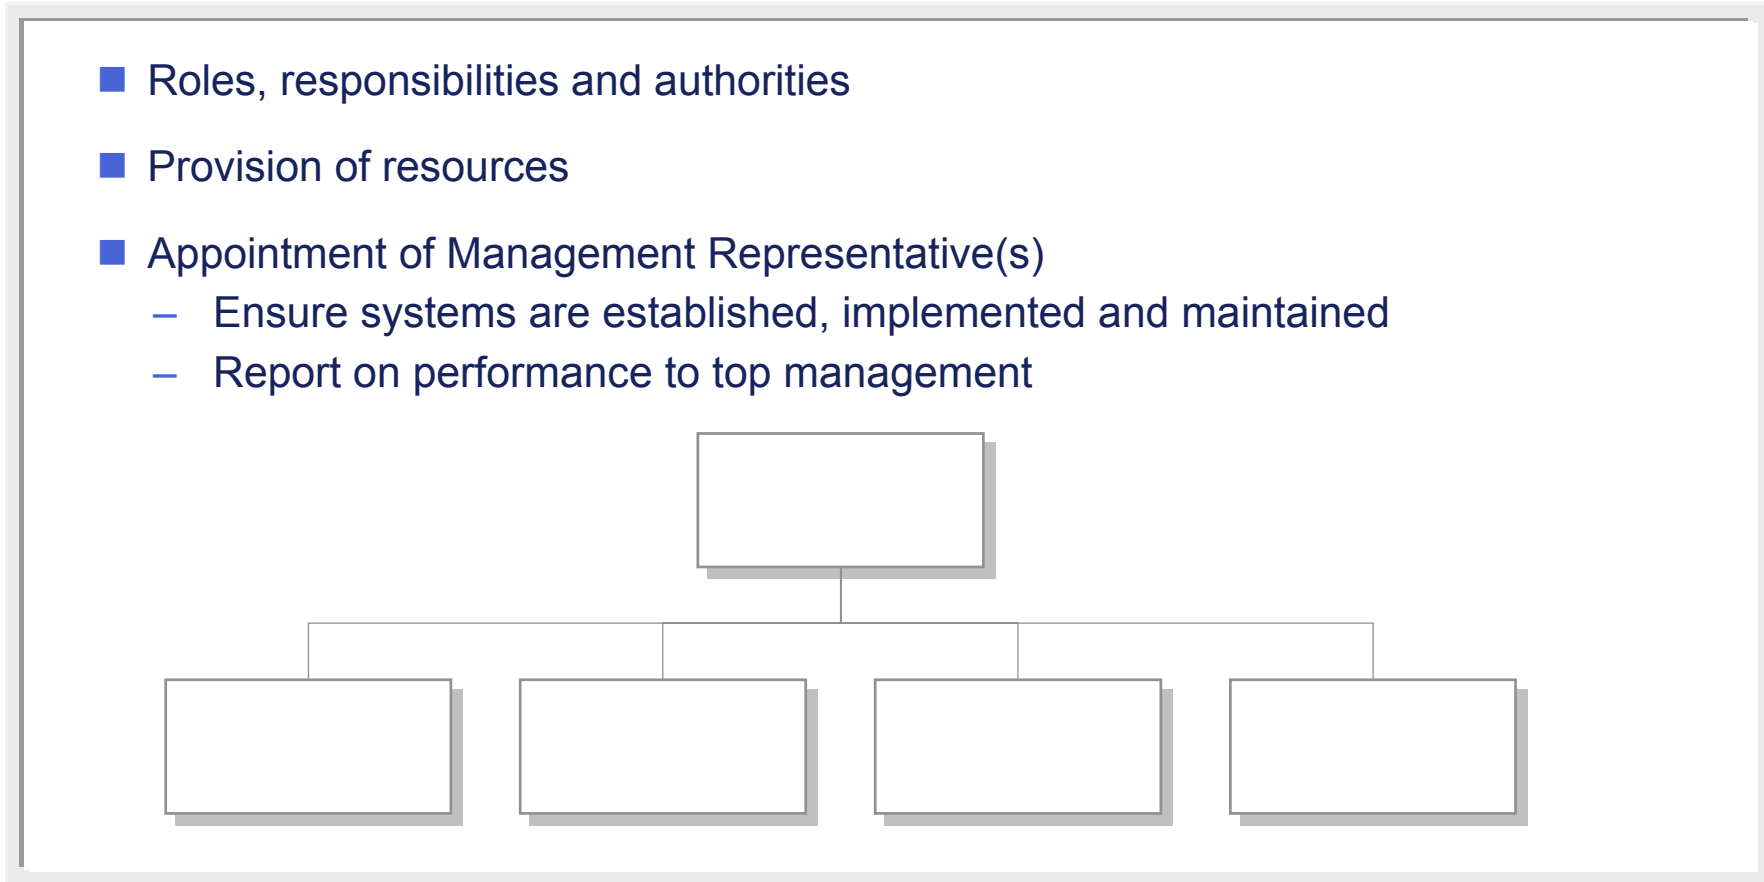 Roles, responsibilities and authorities
Provision of resources
Appointment of Management Representative(s)
– Ensure systems are established, implemented and maintained
– Report on performance to top management